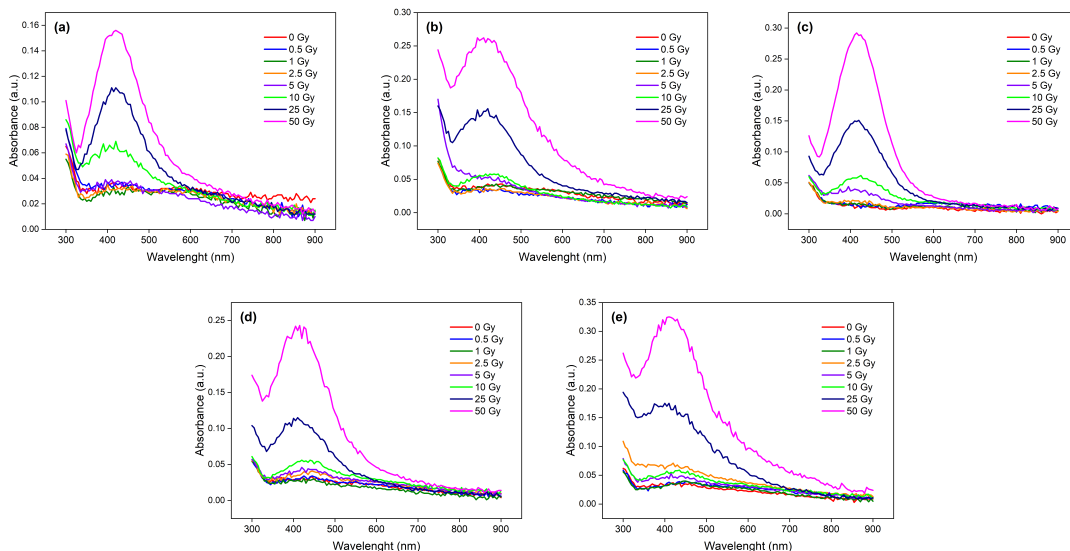 (a)
0 Gy
0.5 Gy
1 Gy
2.5 Gy
5 Gy
10 Gy
25 Gy
50 Gy
0.16
0.14
0.12
0.10
0.08
0.06
0.04
0.02
0.00
300 400 500 600 700 800 900
Absorbance (a.u.)
Wavelenght (nm)
(b)
0 Gy
0.5 Gy
1 Gy
2.5 Gy
5 Gy
10 Gy
25 Gy
50 Gy
0.30
0.25
0.20
0.15
0.10
0.05
0.00
300 400 500 600 700 800 900
Absorbance (a.u.)
Wavelenght (nm)
(c)
0 Gy
0.5 Gy
1 Gy
2.5 Gy
5 Gy
10 Gy
25 Gy
50 Gy
0.30
0.25
0.20
0.15
0.10
0.05
0.00
300 400 500 600 700 800 900
Absorbance (a.u.)
Wavelenght (nm)
(d)
0 Gy
0.5 Gy
1 Gy
2.5 Gy
5 Gy
10 Gy
25 Gy
50 Gy
0.25
0.20
0.15
0.10
0.05
0.00
300 400 500 600 700 800 900
Absorbance (a.u.)
Wavelenght (nm)
(e)
0 Gy
0.5 Gy
1 Gy
2.5 Gy
5 Gy
10 Gy
25 Gy
50 Gy
0.35
0.30
0.25
0.20
0.15
0.10
0.05
0.00
300 400 500 600 700 800 900
Absorbance (a.u.)
Wavelenght (nm)